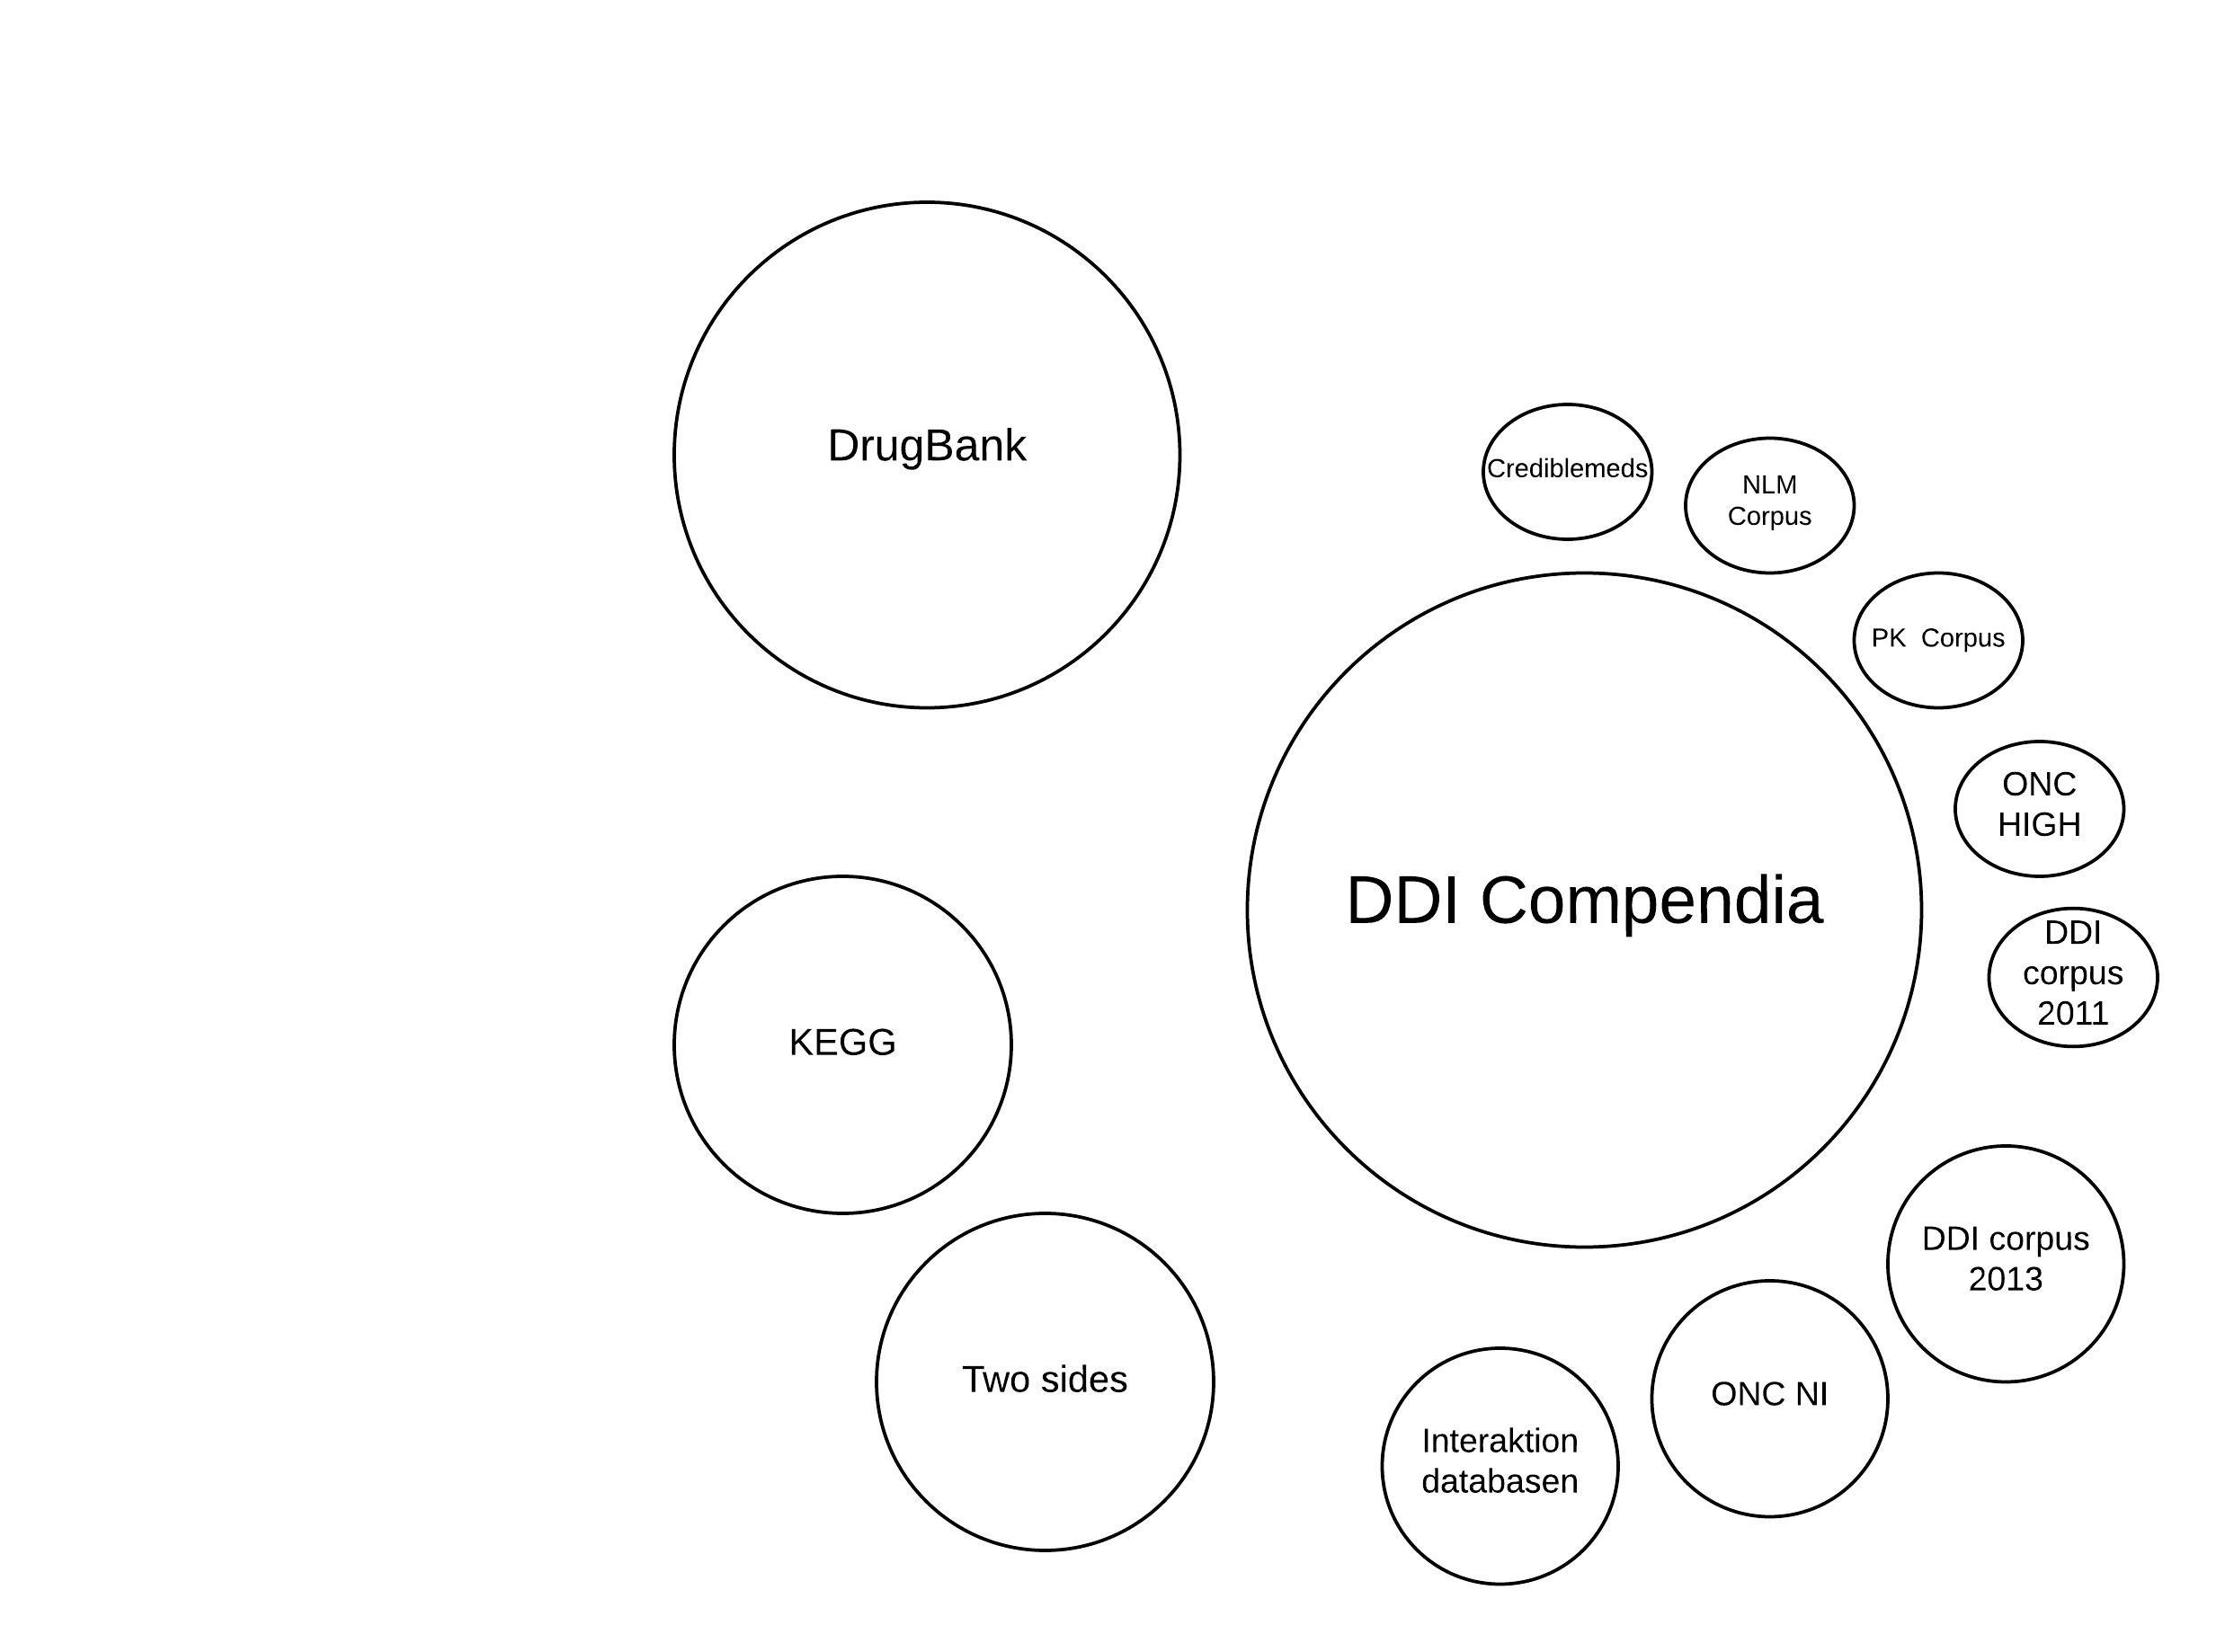 DrugBank
Crediblemeds
NLM
Corpus
PK  Corpus
ONC
HIGH
DDI Compendia
DDI
corpus
2011
KEGG
DDI corpus
2013
Two sides
ONC NI
Interaktion
databasen